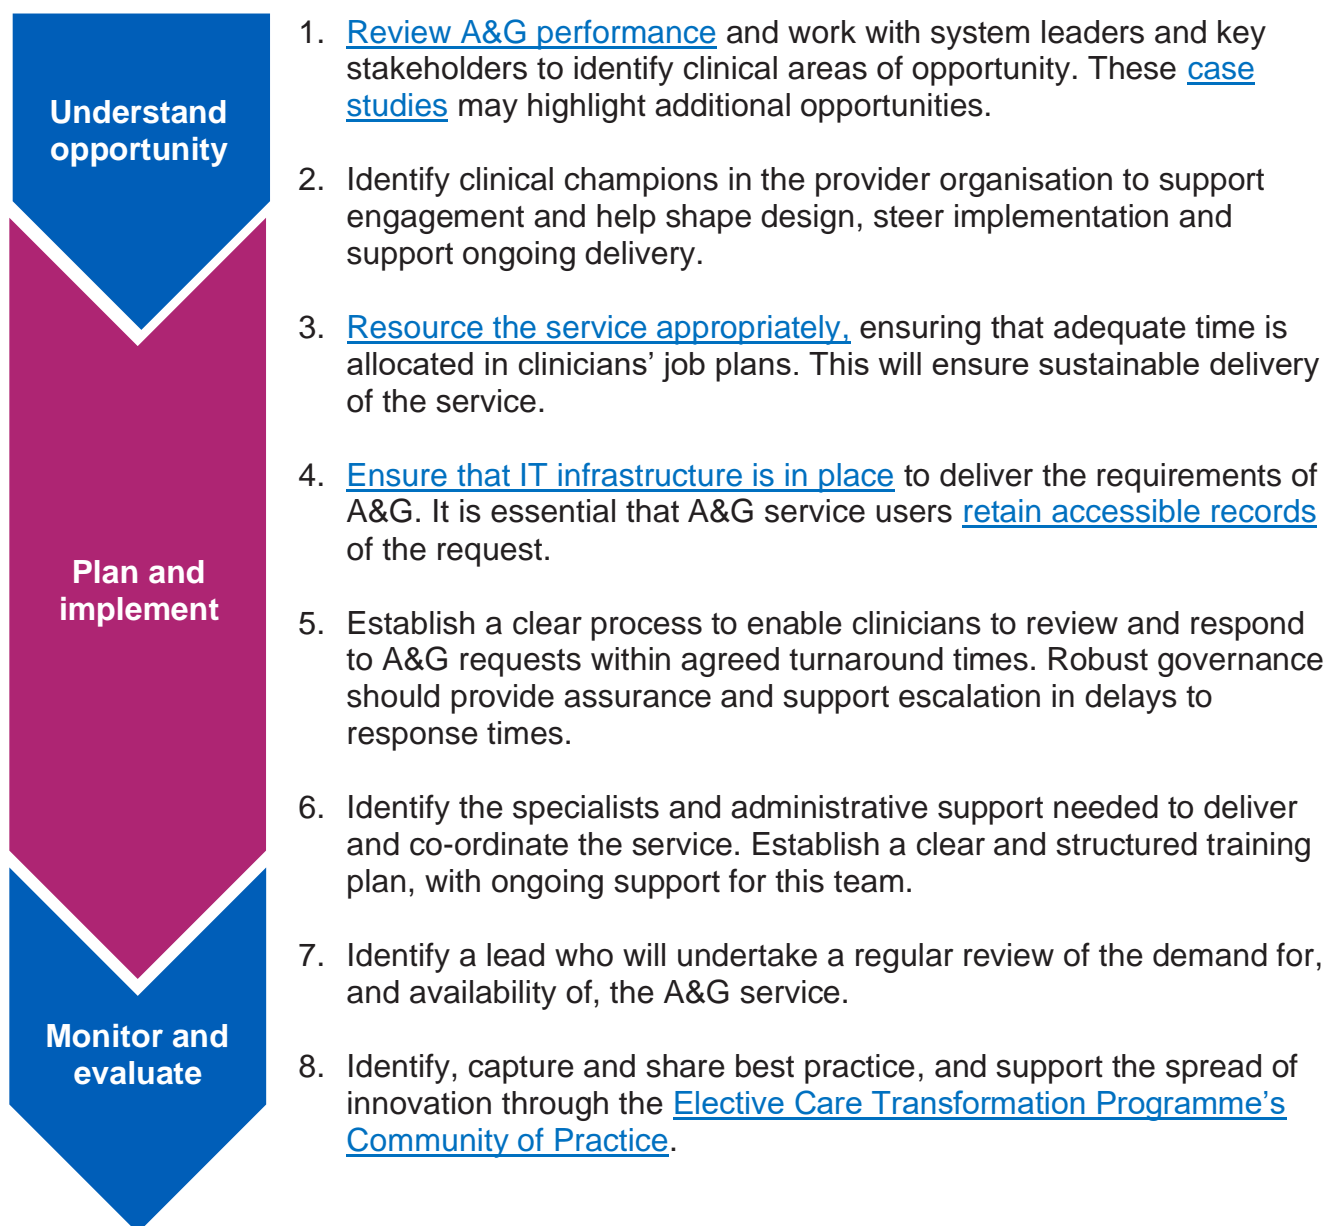 Understand
opportunity
1. Review A&G performance and work with system leaders and key
stakeholders to identify clinical areas of opportunity. These case
studies may highlight additional opportunities.
2. Identify clinical champions in the provider organisation to support
engagement and help shape design, steer implementation and
support ongoing delivery.
Plan and
implement
3. Resource the service appropriately, ensuring that adequate time is
allocated in clinicians’ job plans. This will ensure sustainable delivery
of the service.
4. Ensure that IT infrastructure is in place to deliver the requirements of
A&G. It is essential that A&G service users retain accessible records
of the request.
5. Establish a clear process to enable clinicians to review and respond
to A&G requests within agreed turnaround times. Robust governance
should provide assurance and support escalation in delays to
response times.
6. Identify the specialists and administrative support needed to deliver
and co-ordinate the service. Establish a clear and structured training
plan, with ongoing support for this team.
Monitor and
evaluate
7. Identify a lead who will undertake a regular review of the demand for,
and availability of, the A&G service.
8. Identify, capture and share best practice, and support the spread of
innovation through the Elective Care Transformation Programme’s
Community of Practice.